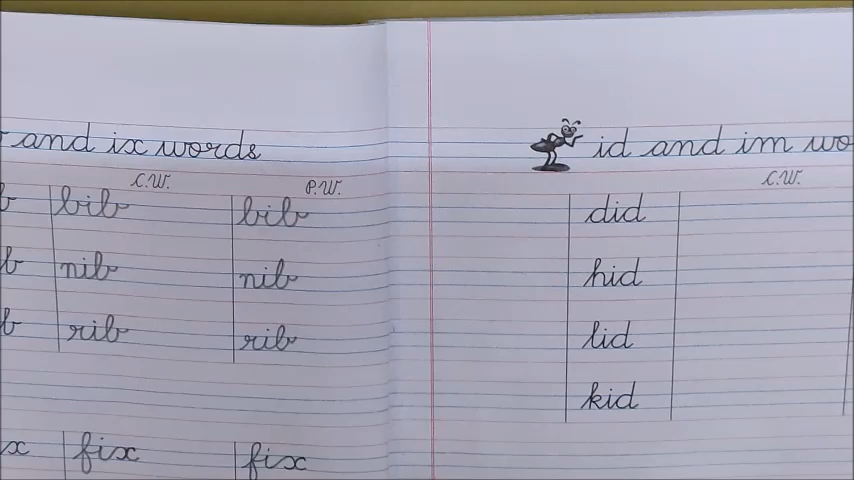 and ix words
C.W. P.W.
b bib bib
b nib nib
b rib rib
x fix fix
id and im wo
C.W.
did
hid
lid
kid